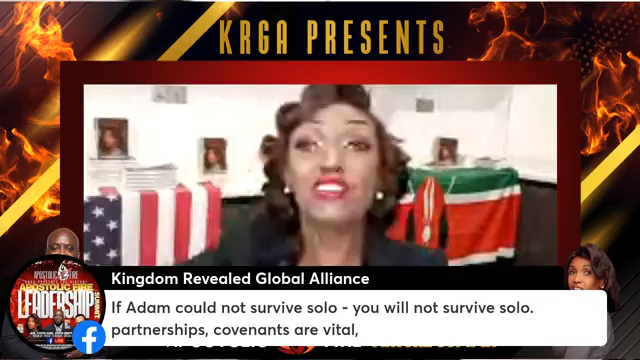 KRGA PRESENTS
APOSTOLIC FIRE
LEADERSHIP
SUMMIT
Kingdom Revealed Global Alliance
If Adam could not survive solo - you will not survive solo.
partnerships, covenants are vital,